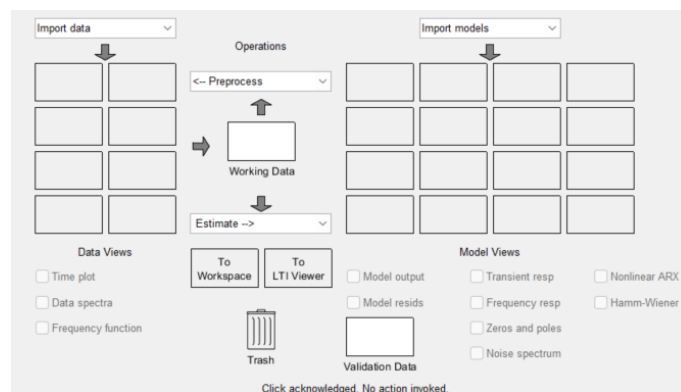 Import data
Import models
Operations
<-- Preprocess
Working Data
Estimate -->
Data Views
Model Views
To
Workspace
To
LTI Viewer
Time plot
Data spectra
Frequency function
Model output
Transient resp
Nonlinear ARX
Model resids
Frequency resp
Hamm-Wiener
Zeros and poles
Noise spectrum
Trash
Validation Data
Click acknowledged. No action invoked.